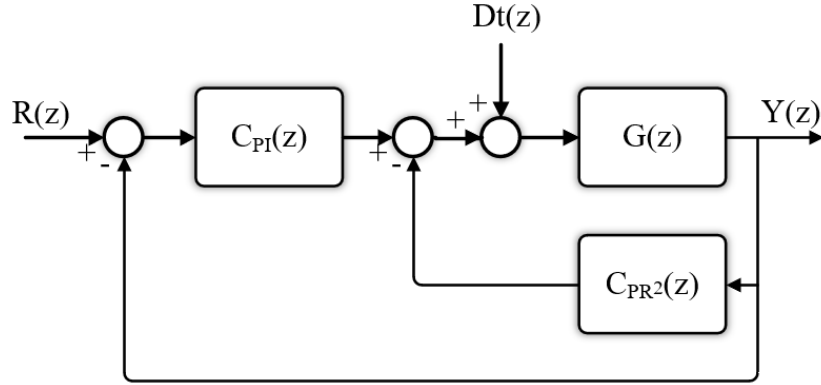 Dt(z)
R(z)
+
-
C_PI(z)
+
-
+
+
G(z)
Y(z)
C_PR²(z)